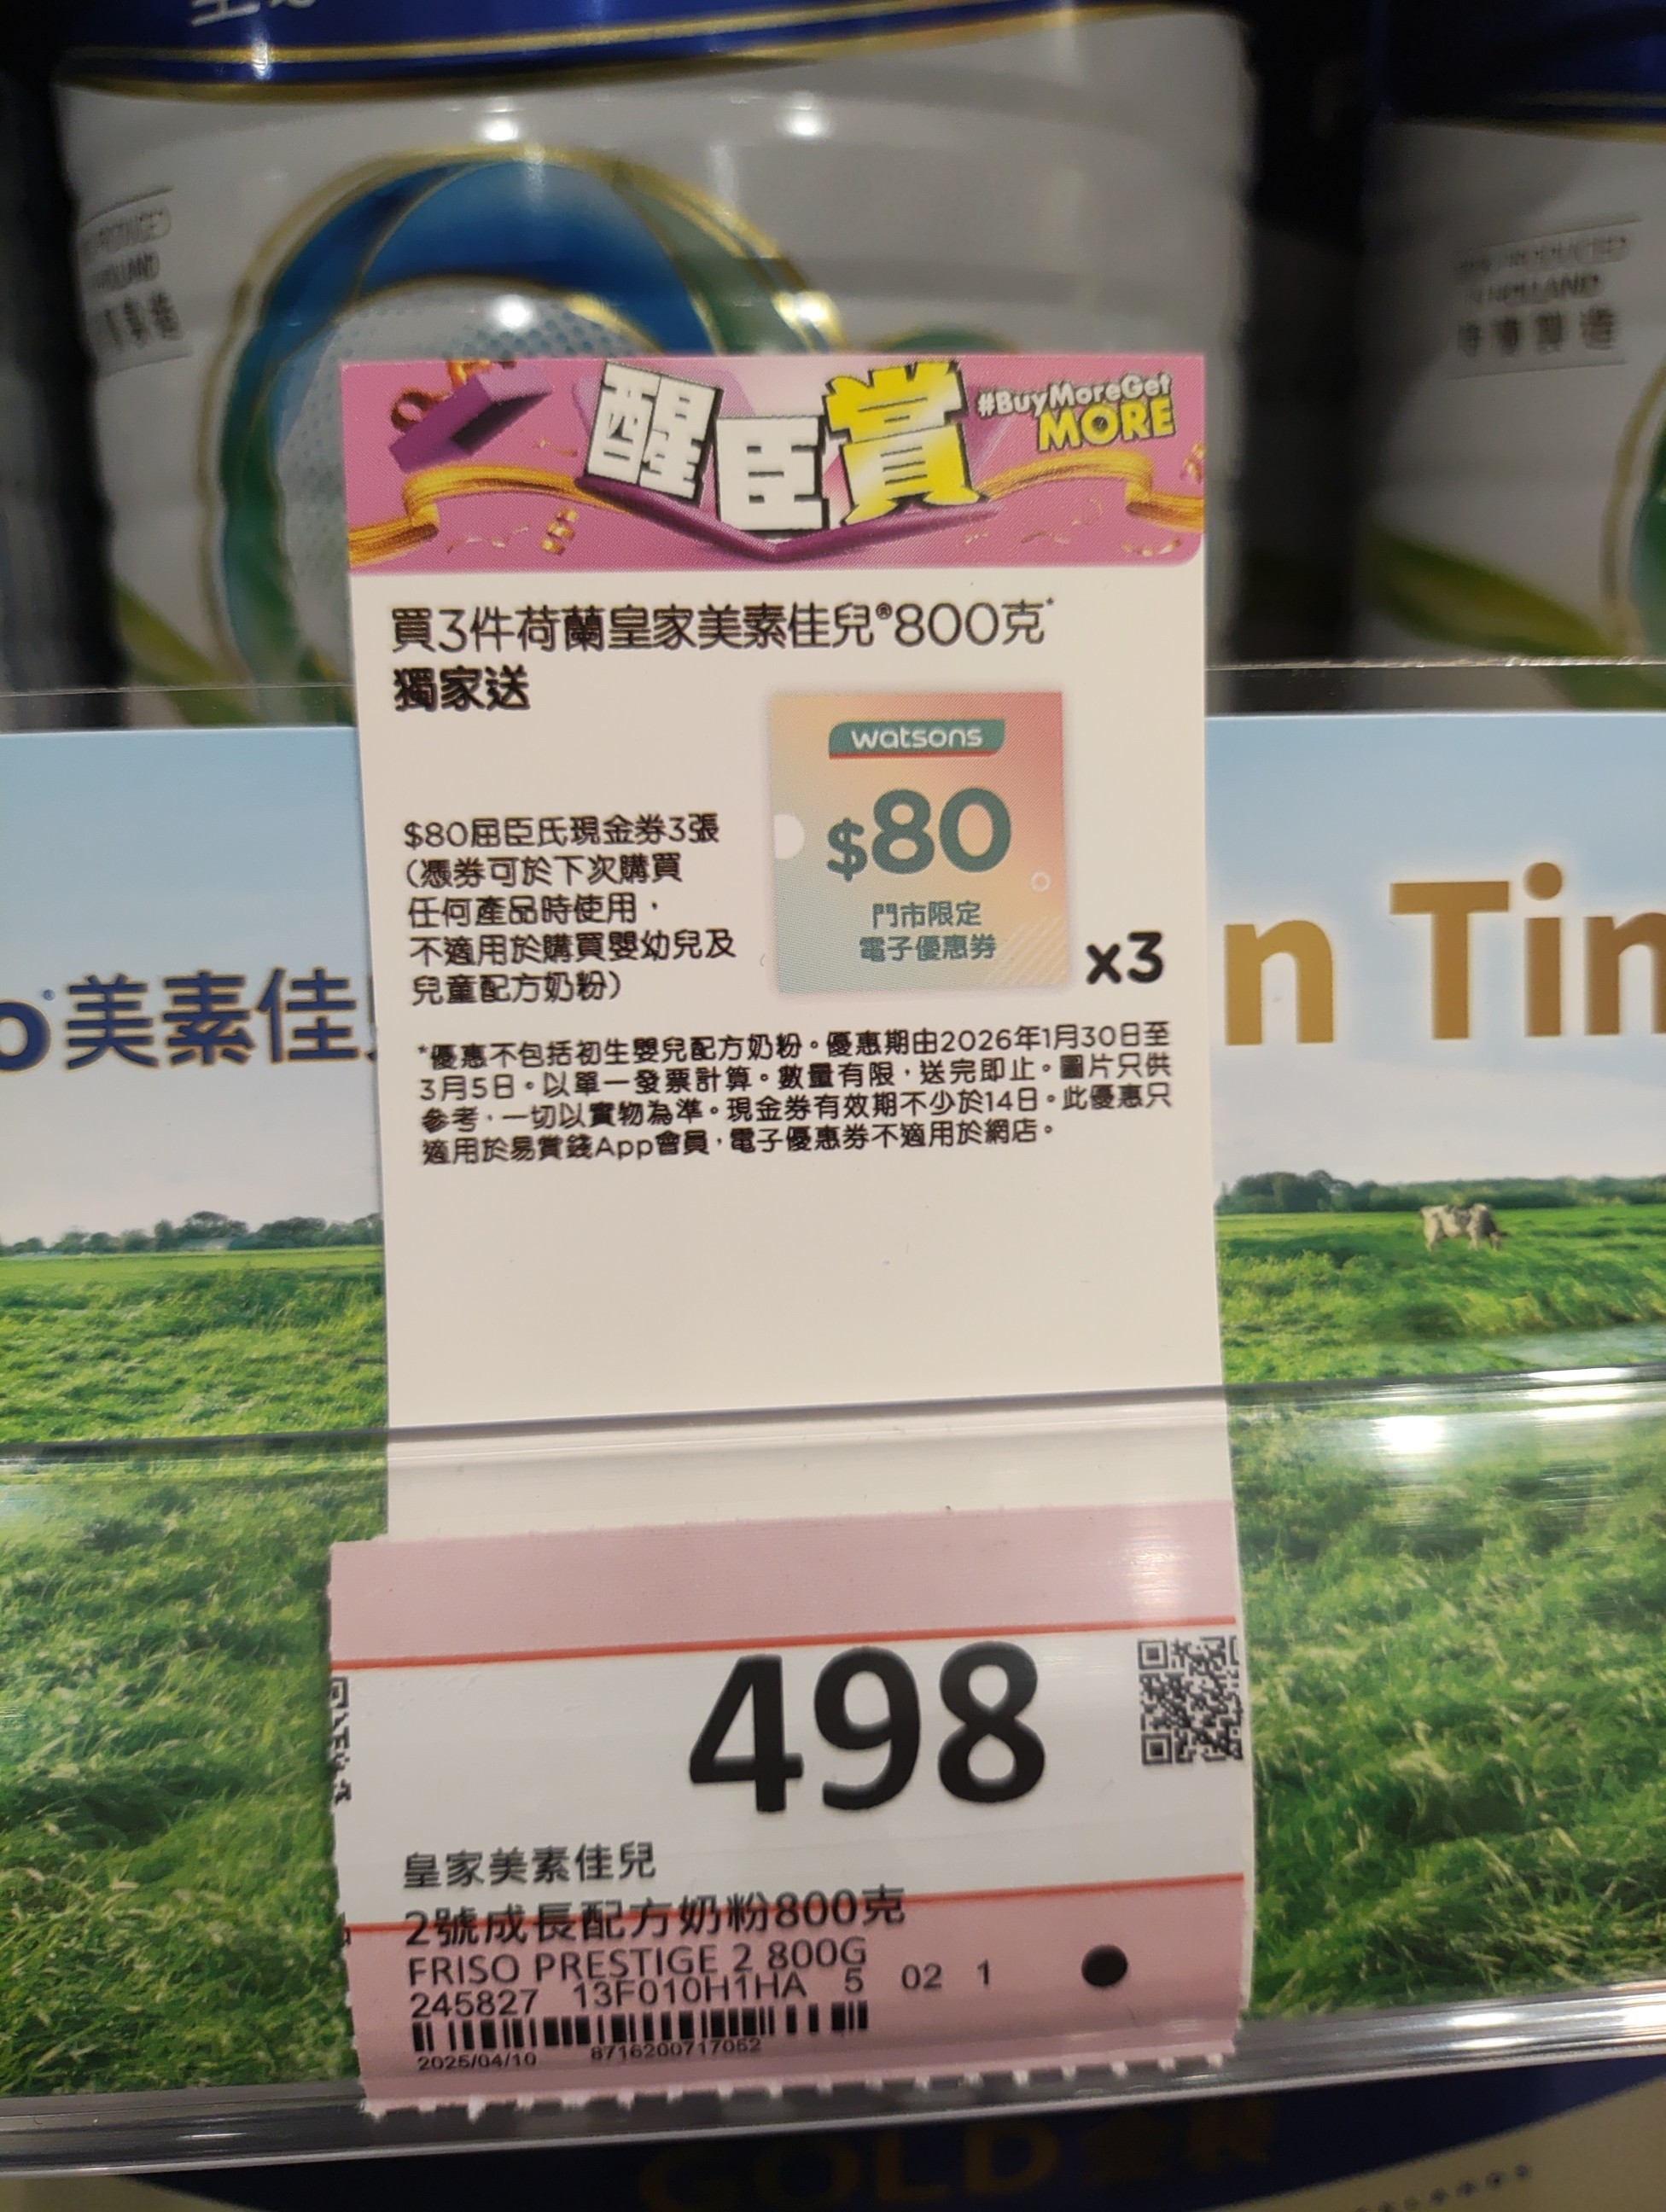 醒臣賞
#BuyMoreGet
MORE
買3件荷蘭皇家美素佳兒®800克*
獨家送
watsons
$80
門市限定
電子優惠券
x3
$80屈臣氏現金券3張
(憑券可於下次購買
任何產品時使用，
不適用於購買嬰幼兒及
兒童配方奶粉)
*優惠不包括初生嬰兒配方奶粉。優惠期由2026年1月30日至
3月5日。以單一發票計算。數量有限，送完即止。圖片只供
參考，一切以實物為準。現金券有效期不少於14日。此優惠只
適用於易賞錢App會員，電子優惠券不適用於網店。
o®美素佳
n Tin
498
皇家美素佳兒
2號成長配方奶粉800克
FRISO PRESTIGE 2 800G
245827 13F010H1HA 5 02 1
2025/04/10 8716200717052
GOLD